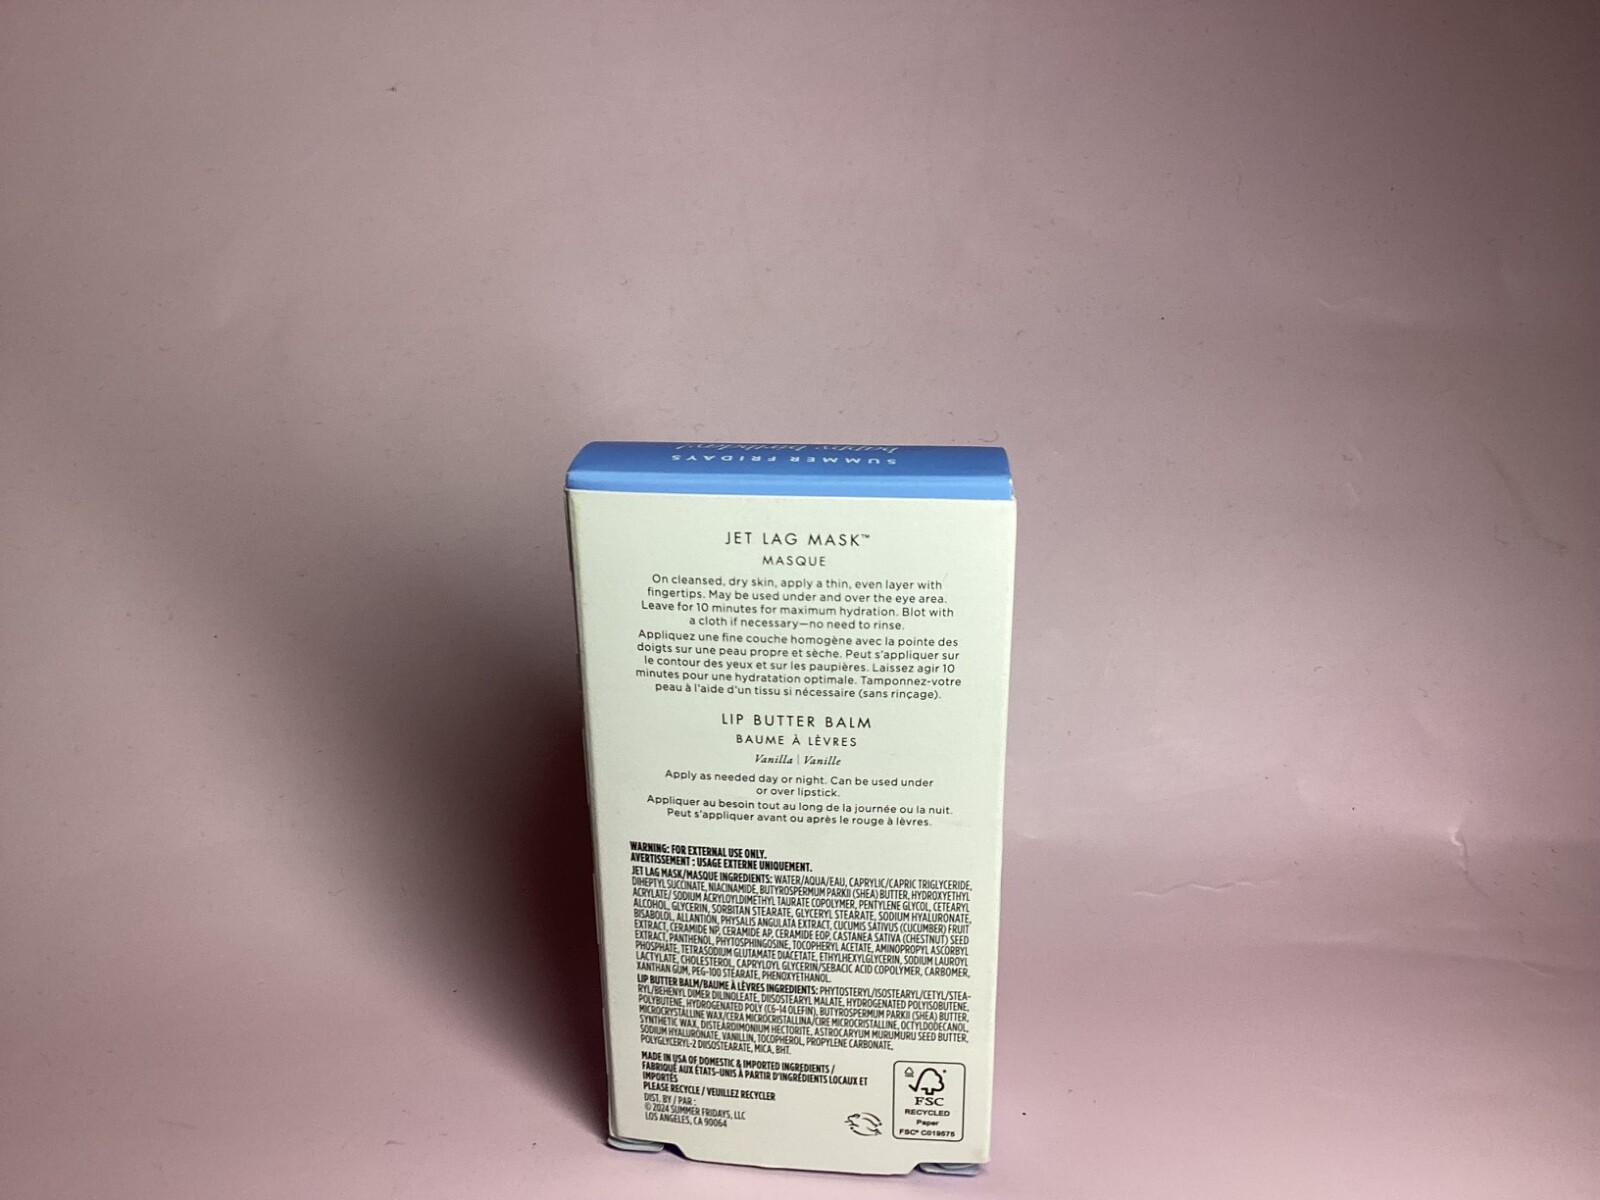 happy birthday!
SUMMER FRIDAYS
JET LAG MASK™
MASQUE
On cleansed, dry skin, apply a thin, even layer with
fingertips. May be used under and over the eye area.
Leave for 10 minutes for maximum hydration. Blot with
a cloth if necessary—no need to rinse.
Appliquez une fine couche homogène avec la pointe des
doigts sur une peau propre et sèche. Peut s'appliquer sur
le contour des yeux et sur les paupières. Laissez agir 10
minutes pour une hydratation optimale. Tamponnez-votre
peau à l'aide d'un tissu si nécessaire (sans rinçage).
LIP BUTTER BALM
BAUME À LÈVRES
Vanilla | Vanille
Apply as needed day or night. Can be used under
or over lipstick.
Appliquer au besoin tout au long de la journée ou la nuit.
Peut s'appliquer avant ou après le rouge à lèvres.
WARNING: FOR EXTERNAL USE ONLY.
AVERTISSEMENT : USAGE EXTERNE UNIQUEMENT.
JET LAG MASK/MASQUE INGREDIENTS: WATER/AQUA/EAU, CAPRYLIC/CAPRIC TRIGLYCERIDE,
DIHEPTYL SUCCINATE, NIACINAMIDE, BUTYROSPERMUM PARKII (SHEA) BUTTER, HYDROXYETHYL
ACRYLATE/ SODIUM ACRYLOYLDIMETHYL TAURATE COPOLYMER, PENTYLENE GLYCOL, CETEARYL
ALCOHOL, GLYCERIN, SORBITAN STEARATE, GLYCERYL STEARATE, SODIUM HYALURONATE,
BISABOLOL, ALLANTION, PHYSALIS ANGULATA EXTRACT, CUCUMIS SATIVUS (CUCUMBER) FRUIT
EXTRACT, CERAMIDE NP, CERAMIDE AP, CERAMIDE EOP, CASTANEA SATIVA (CHESTNUT) SEED
EXTRACT, PANTHENOL, PHYTOSPHINGOSINE, TOCOPHERYL ACETATE, AMINOPROPYL ASCORBYL
PHOSPHATE, TETRASODIUM GLUTAMATE DIACETATE, ETHYLHEXYLGLYCERIN, SODIUM LAUROYL
LACTYLATE, CHOLESTEROL, CAPRYLOYL GLYCERIN/SEBACIC ACID COPOLYMER, CARBOMER,
XANTHAN GUM, PEG-100 STEARATE, PHENOXYETHANOL.
LIP BUTTER BALM/BAUME À LÈVRES INGREDIENTS: PHYTOSTERYL/ISOSTEARYL/CETYL/STEA-
RYL/BEHENYL DIMER DILINOLEATE, DIISOSTEARYL MALATE, HYDROGENATED POLYISOBUTENE,
POLYBUTENE, HYDROGENATED POLY (C6-14 OLEFIN), BUTYROSPERMUM PARKII (SHEA) BUTTER,
MICROCRYSTALLINE WAX/CERA MICROCRISTALLINA/CIRE MICROCRISTALLINE, OCTYLDODECANOL,
SYNTHETIC WAX, DISTEARDIMONIUM HECTORITE, ASTROCARYUM MURUMURU SEED BUTTER,
SODIUM HYALURONATE, VANILLIN, TOCOPHEROL, PROPYLENE CARBONATE,
POLYGLYCERYL-2 DIISOSTEARATE, MICA, BHT.
MADE IN USA OF DOMESTIC & IMPORTED INGREDIENTS /
FABRIQUÉ AUX ÉTATS-UNIS À PARTIR D'INGRÉDIENTS LOCAUX ET
IMPORTÉS
PLEASE RECYCLE / VEUILLEZ RECYCLER
DIST. BY / PAR :
© 2024 SUMMER FRIDAYS, LLC
LOS ANGELES, CA 90064
FSC
RECYCLED
Paper
FSC® C019575